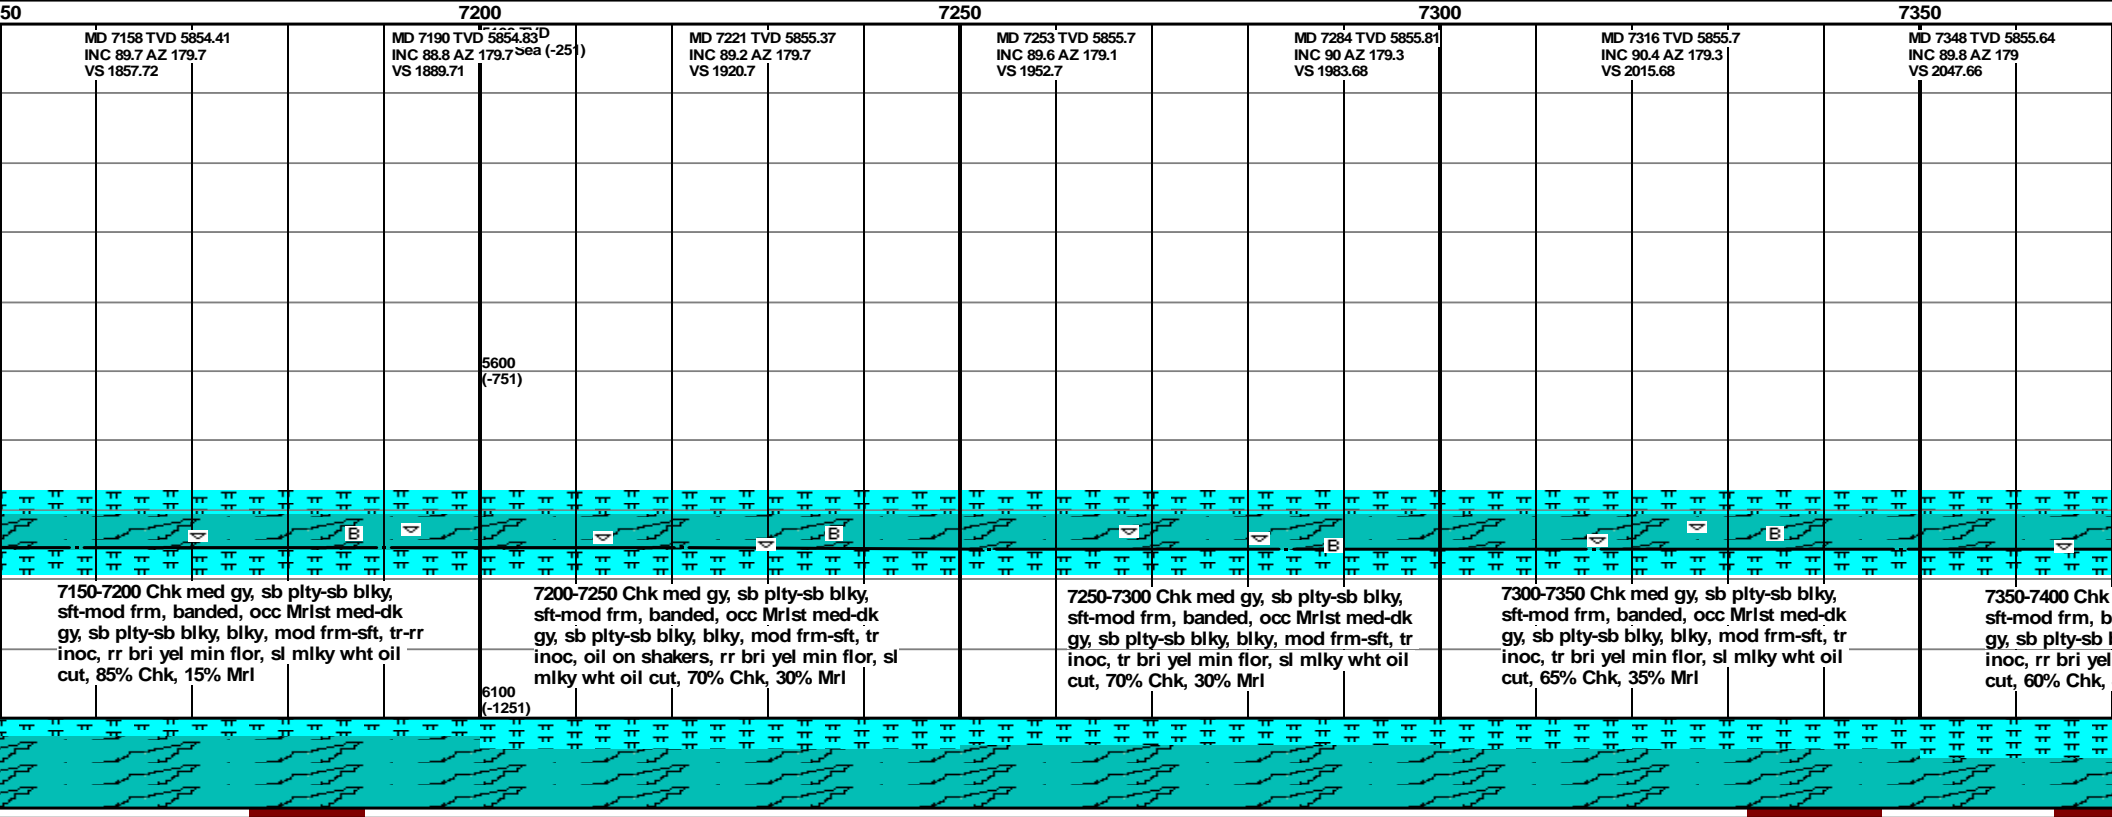 50 7200 7250 7300 7350
MD 7158 TVD 5854.41
INC 89.7 AZ 179.7
VS 1857.72
MD 7190 TVD 5854.83
INC 88.8 AZ 179.7
VS 1889.71
TVD
Sea (-251)
MD 7221 TVD 5855.37
INC 89.2 AZ 179.7
VS 1920.7
MD 7253 TVD 5855.7
INC 89.6 AZ 179.1
VS 1952.7
MD 7284 TVD 5855.81
INC 90 AZ 179.3
VS 1983.68
MD 7316 TVD 5855.7
INC 90.4 AZ 179.3
VS 2015.68
MD 7348 TVD 5855.64
INC 89.8 AZ 179
VS 2047.66
5600
(-751)
B
B
B
B
7150-7200 Chk med gy, sb plty-sb blky,
sft-mod frm, banded, occ Mrlst med-dk
gy, sb plty-sb blky, blky, mod frm-sft, tr-rr
inoc, rr bri yel min flor, sl mlky wht oil
cut, 85% Chk, 15% Mrl
7200-7250 Chk med gy, sb plty-sb blky,
sft-mod frm, banded, occ Mrlst med-dk
gy, sb plty-sb blky, blky, mod frm-sft, tr
inoc, oil on shakers, rr bri yel min flor, sl
mlky wht oil cut, 70% Chk, 30% Mrl
7250-7300 Chk med gy, sb plty-sb blky,
sft-mod frm, banded, occ Mrlst med-dk
gy, sb plty-sb blky, blky, mod frm-sft, tr
inoc, tr bri yel min flor, sl mlky wht oil
cut, 70% Chk, 30% Mrl
7300-7350 Chk med gy, sb plty-sb blky,
sft-mod frm, banded, occ Mrlst med-dk
gy, sb plty-sb blky, blky, mod frm-sft, tr
inoc, tr bri yel min flor, sl mlky wht oil
cut, 65% Chk, 35% Mrl
7350-7400 Chk
sft-mod frm, b
gy, sb plty-sb
inoc, rr bri yel
cut, 60% Chk,
6100
(-1251)